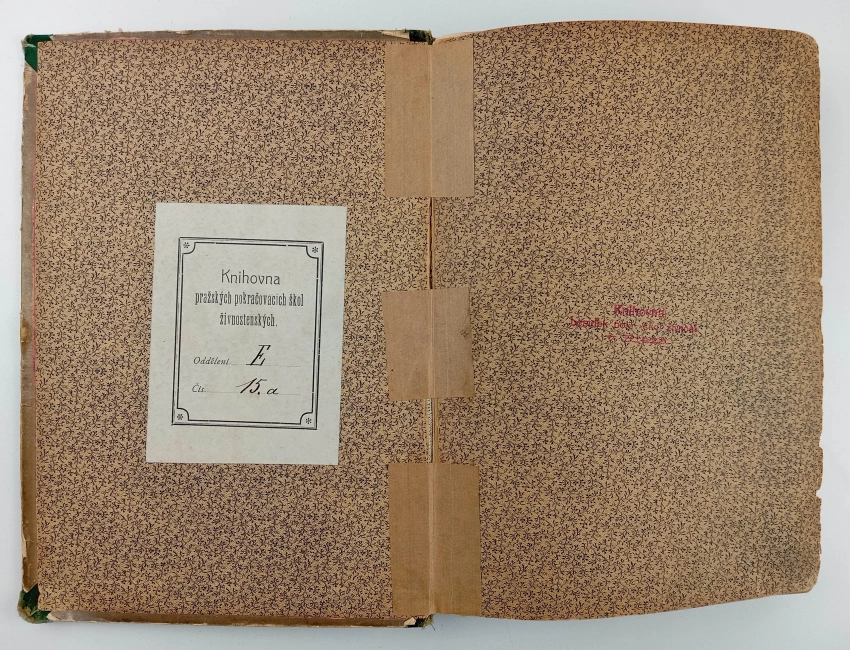 Knihovna
pražských pokračovacích škol
živnostenských.
Oddělení E
Čís. 15. a
Knihovna